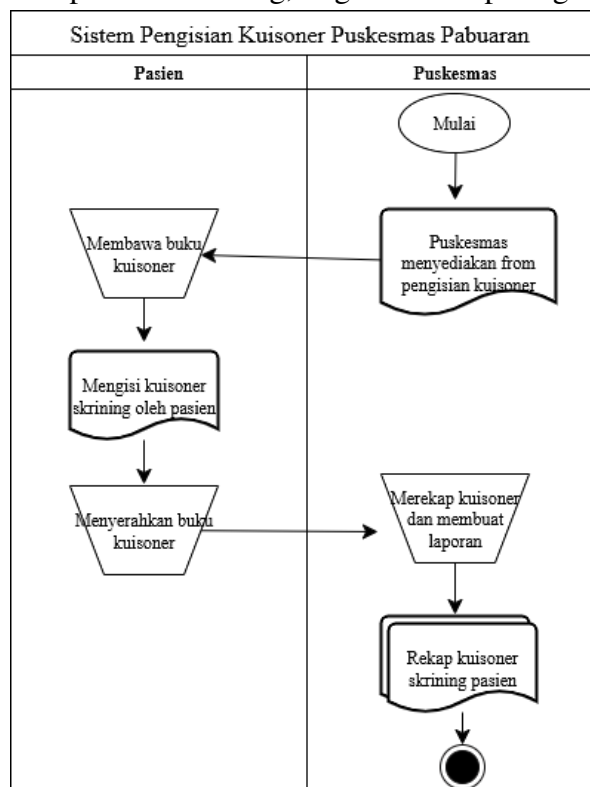 Sistem Pengisian Kuisoner Puskesmas Pabuaran
Pasien
Puskesmas
Mulai
Puskesmas
menyediakan from
pengisian kuisoner
Membawa buku
kuisoner
Mengisi kuisoner
skrining oleh pasien
Menyerahkan buku
kuisoner
Merekap kuisoner
dan membuat
laporan
Rekap kuisoner
skrining pasien